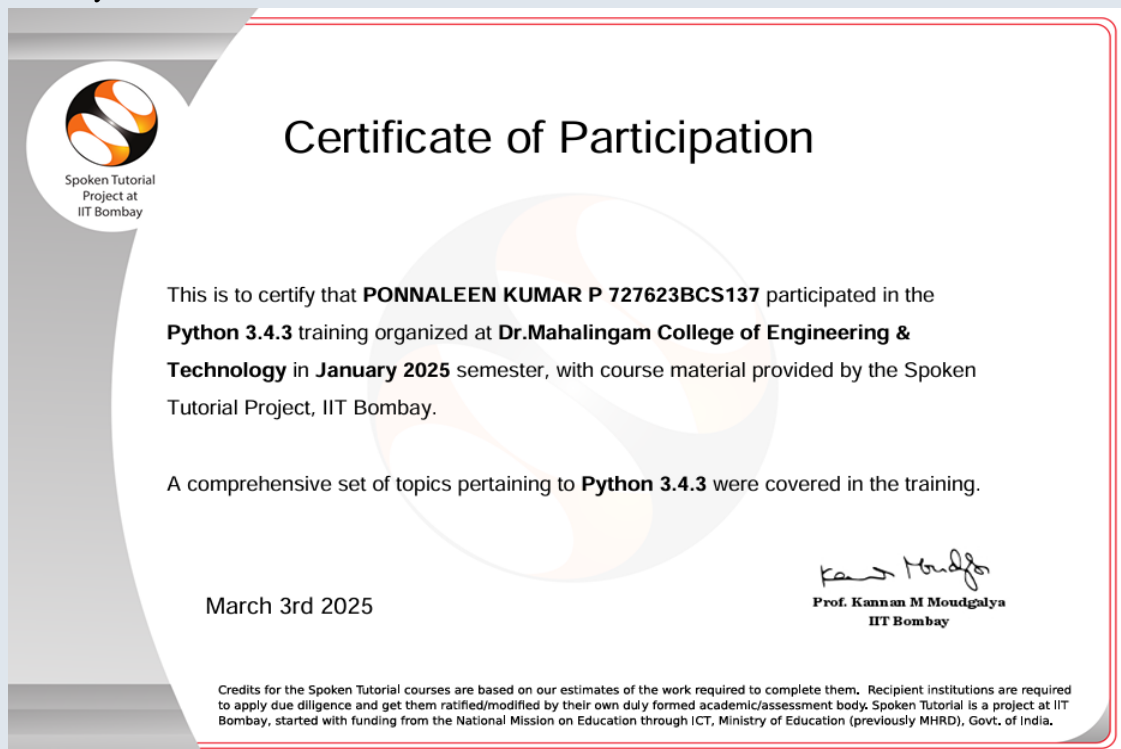 Certificate of Participation
Spoken Tutorial
Project at
IIT Bombay
This is to certify that PONNALEEN KUMAR P 727623BCS137 participated in the
Python 3.4.3 training organized at Dr.Mahalingam College of Engineering &
Technology in January 2025 semester, with course material provided by the Spoken
Tutorial Project, IIT Bombay.
A comprehensive set of topics pertaining to Python 3.4.3 were covered in the training.
March 3rd 2025
Prof. Kannan M Moudgalya
IIT Bombay
Credits for the Spoken Tutorial courses are based on our estimates of the work required to complete them. Recipient institutions are required
to apply due diligence and get them ratified/modified by their own duly formed academic/assessment body. Spoken Tutorial is a project at IIT
Bombay, started with funding from the National Mission on Education through ICT, Ministry of Education (previously MHRD), Govt. of India.